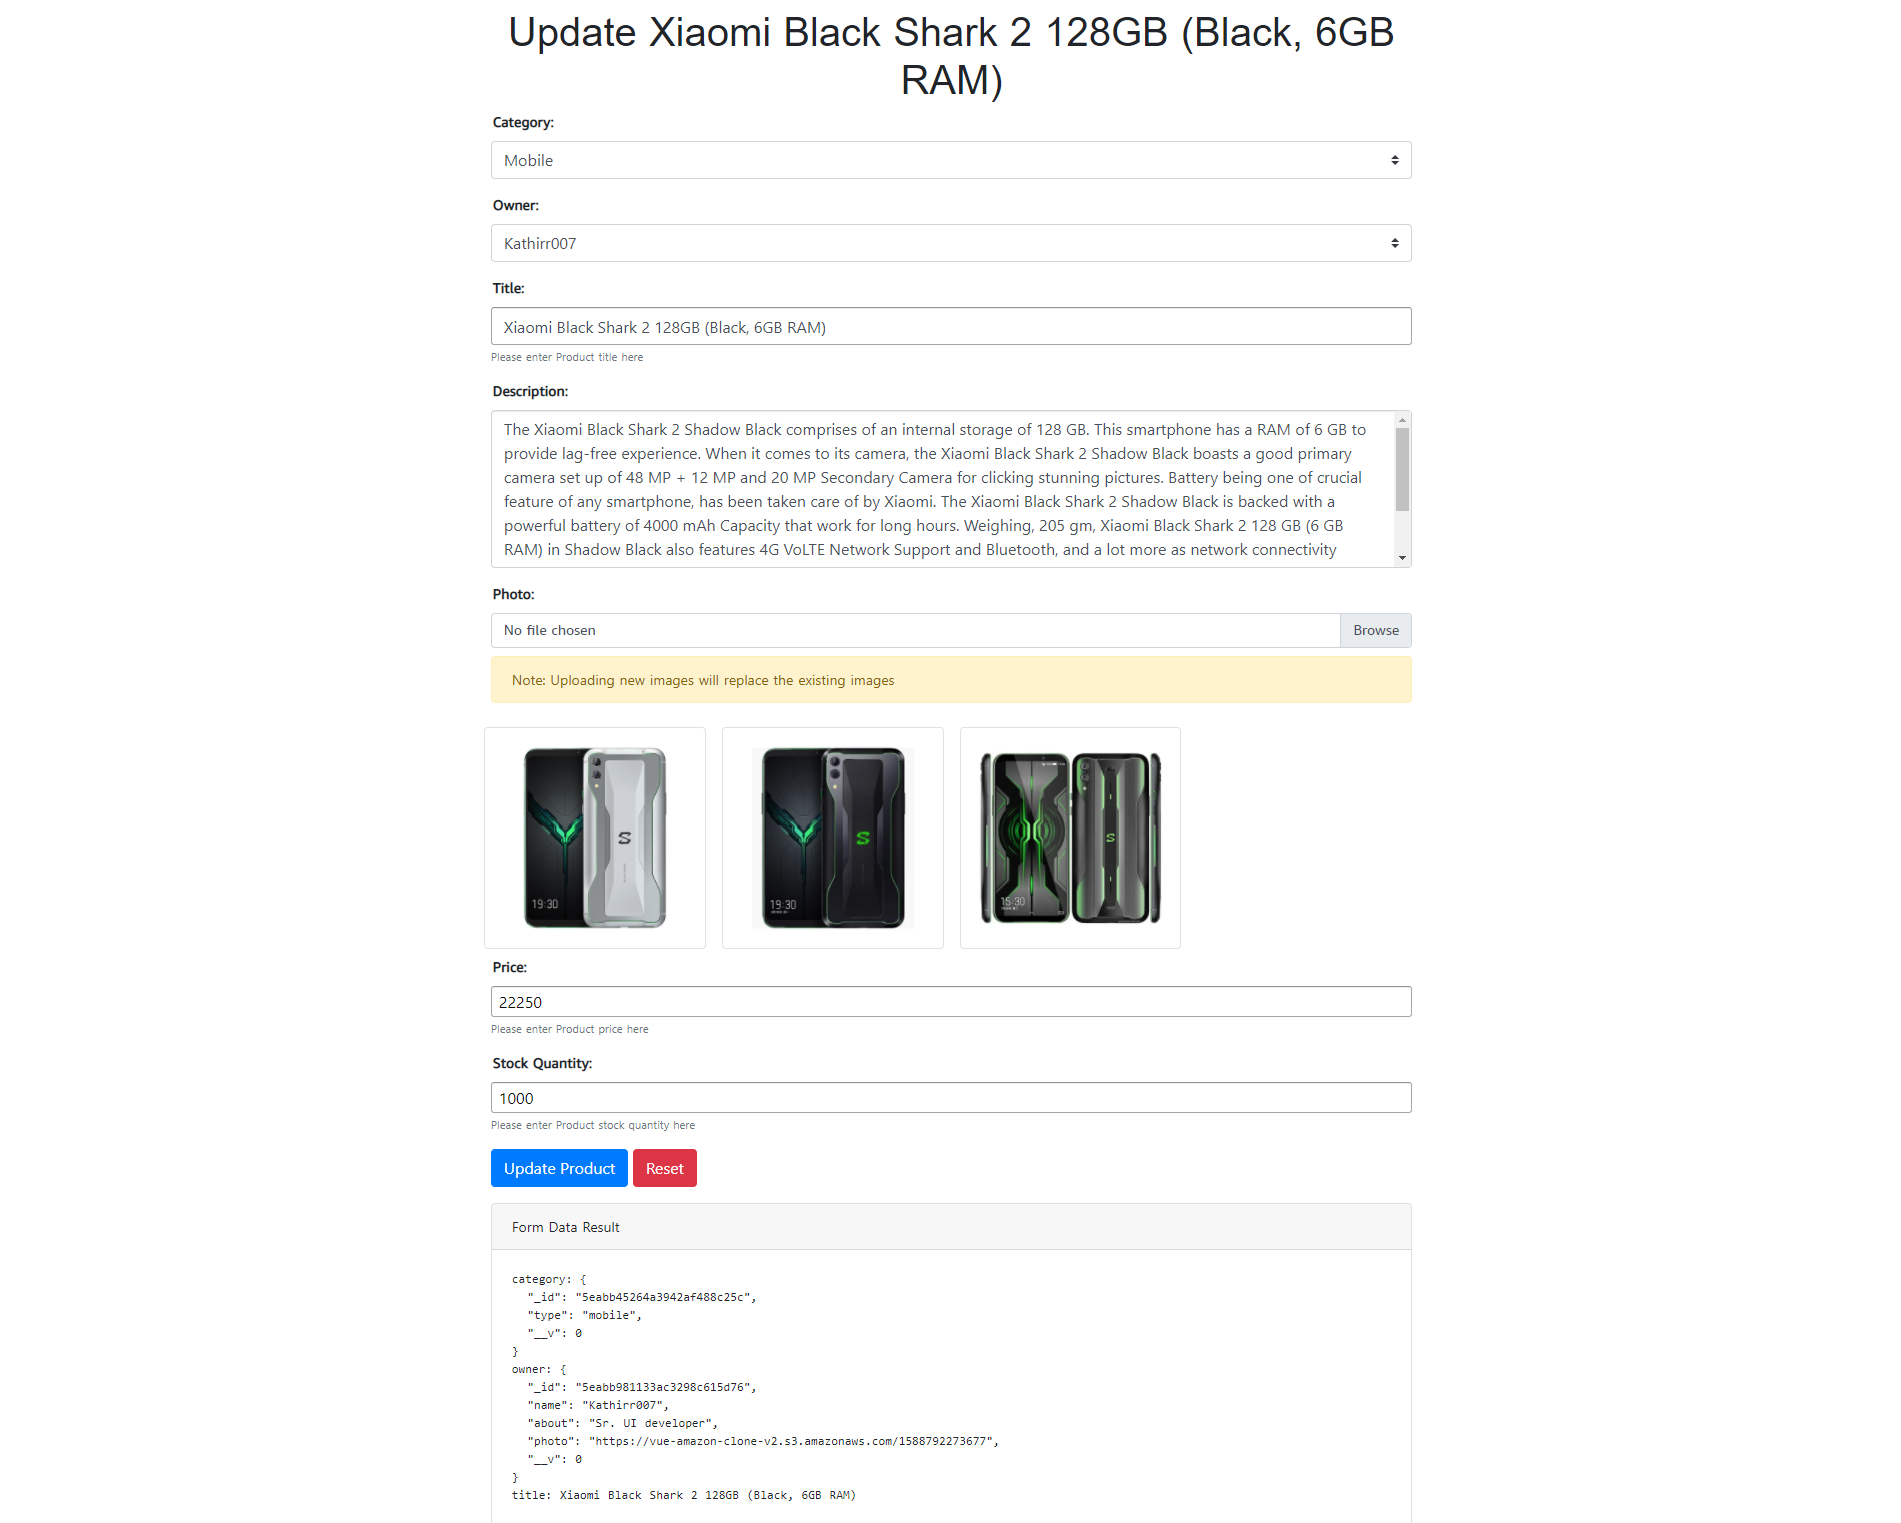 Update Xiaomi Black Shark 2 128GB (Black, 6GB
RAM)
Category:
Mobile
Owner:
Kathirr007
Title:
Xiaomi Black Shark 2 128GB (Black, 6GB RAM)
Please enter Product title here
Description:
The Xiaomi Black Shark 2 Shadow Black comprises of an internal storage of 128 GB. This smartphone has a RAM of 6 GB to
provide lag-free experience. When it comes to its camera, the Xiaomi Black Shark 2 Shadow Black boasts a good primary
camera set up of 48 MP + 12 MP and 20 MP Secondary Camera for clicking stunning pictures. Battery being one of crucial
feature of any smartphone, has been taken care of by Xiaomi. The Xiaomi Black Shark 2 Shadow Black is backed with a
powerful battery of 4000 mAh Capacity that work for long hours. Weighing, 205 gm, Xiaomi Black Shark 2 128 GB (6 GB
RAM) in Shadow Black also features 4G VoLTE Network Support and Bluetooth, and a lot more as network connectivity
Photo:
No file chosen
Browse
Note: Uploading new images will replace the existing images
19:30
19:30
15:30
Price:
22250
Please enter Product price here
Stock Quantity:
1000
Please enter Product stock quantity here
Update Product
Reset
Form Data Result
category: {
"_id": "5eabb45264a3942af488c25c",
"type": "mobile",
"__v": 0
}
owner: {
"_id": "5eabb981133ac3298c615d76",
"name": "Kathirr007",
"about": "Sr. UI developer",
"photo": "https://vue-amazon-clone-v2.s3.amazonaws.com/1588792273677",
"__v": 0
}
title: Xiaomi Black Shark 2 128GB (Black, 6GB RAM)